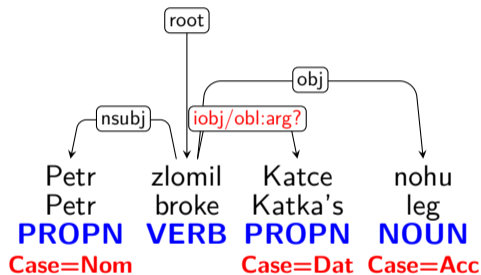 root
obj
nsubj iobj/obl:arg?
Petr zlomil Katce nohu
Petr broke Katka's leg
PROPN VERB PROPN NOUN
Case=Nom Case=Dat Case=Acc